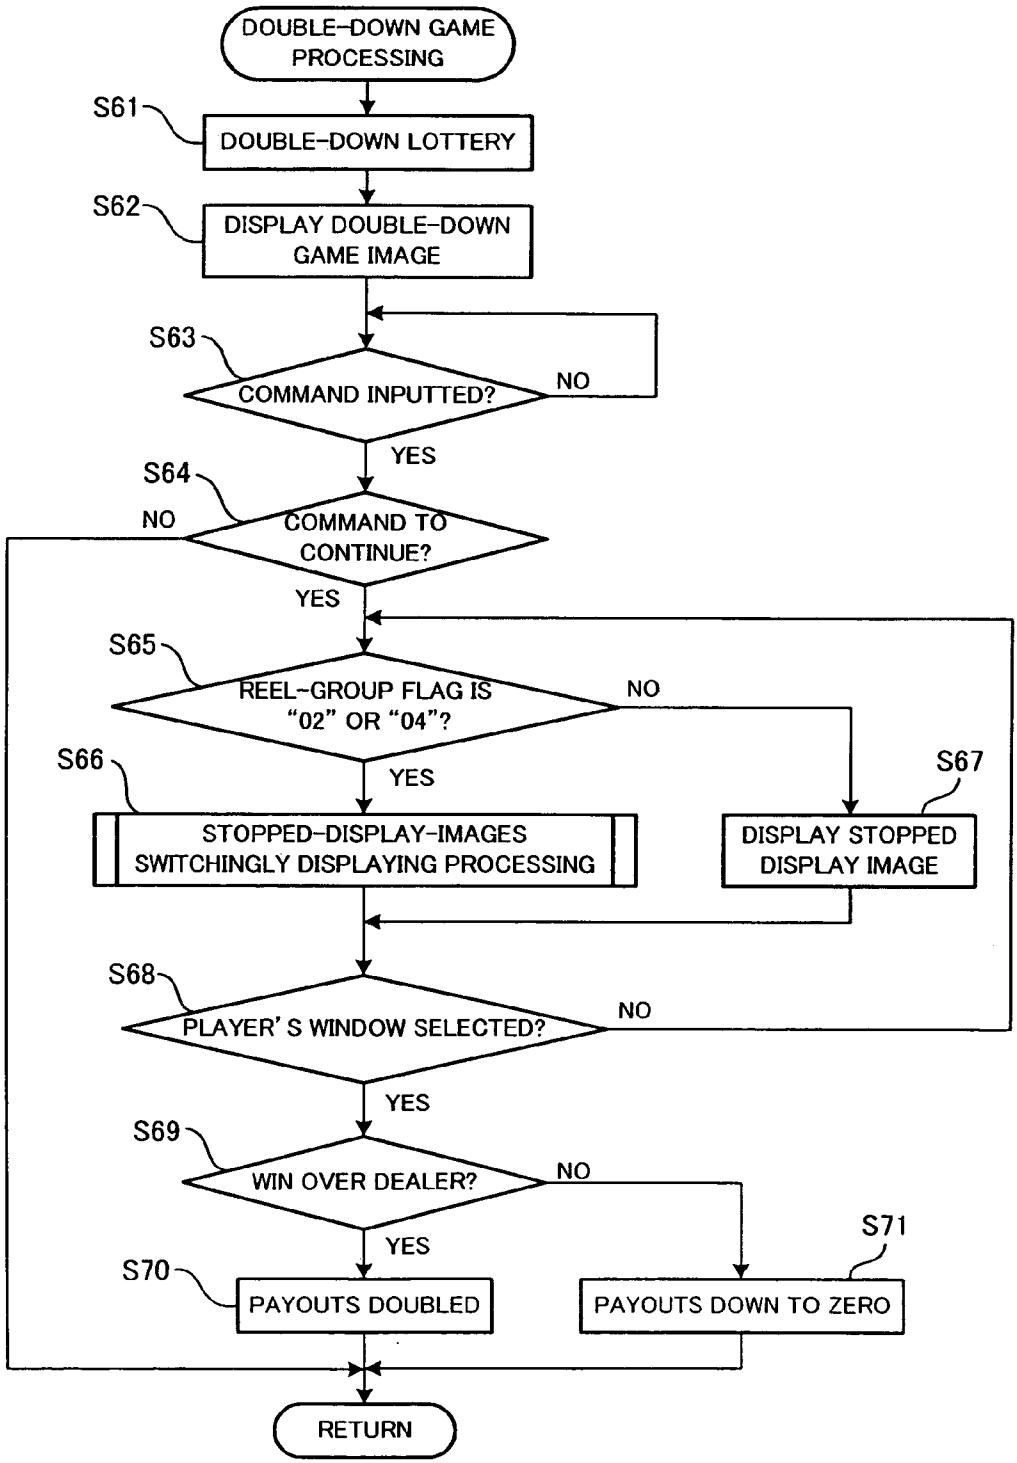 DOUBLE-DOWN GAME
PROCESSING
S61
DOUBLE-DOWN LOTTERY
S62
DISPLAY DOUBLE-DOWN
GAME IMAGE
S63
COMMAND INPUTTED?
NO
YES
S64
NO
COMMAND TO
CONTINUE?
YES
S65
REEL-GROUP FLAG IS
“02” OR “04”?
NO
YES
S66
STOPPED-DISPLAY-IMAGES
SWITCHINGLY DISPLAYING PROCESSING
S67
DISPLAY STOPPED
DISPLAY IMAGE
S68
PLAYER'S WINDOW SELECTED?
NO
YES
S69
WIN OVER DEALER?
NO
YES
S70
PAYOUTS DOUBLED
S71
PAYOUTS DOWN TO ZERO
RETURN